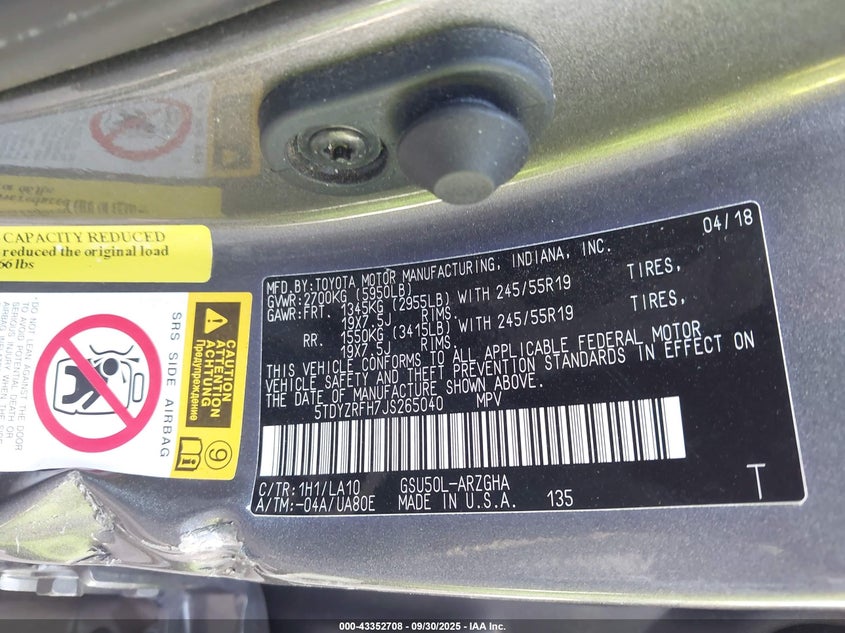 CAPACITY REDUCED
reduced the original load
66 lbs
SRS SIDE AIRBAG
CAUTION
ATTENTION
ACHTUNG
Предупреждение
9
04/18
MFD.BY:TOYOTA MOTOR MANUFACTURING, INDIANA, INC.
GVWR:2700KG (5950LB)
GAWR:FRT. 1345KG (2955LB) WITH 245/55R19 TIRES,
19X7.5J RIMS.
RR. 1550KG (3415LB) WITH 245/55R19 TIRES,
19X7.5J RIMS.
THIS VEHICLE CONFORMS TO ALL APPLICABLE FEDERAL MOTOR
VEHICLE SAFETY AND THEFT PREVENTION STANDARDS IN EFFECT ON
THE DATE OF MANUFACTURE SHOWN ABOVE.
5TDYZRFH7JS265040 MPV
C/TR:1H1/LA10 GSU50L-ARZGHA
A/TM:-04A/UA80E MADE IN U.S.A. 135 T
000-43352708 - 09/30/2025 - IAA Inc.